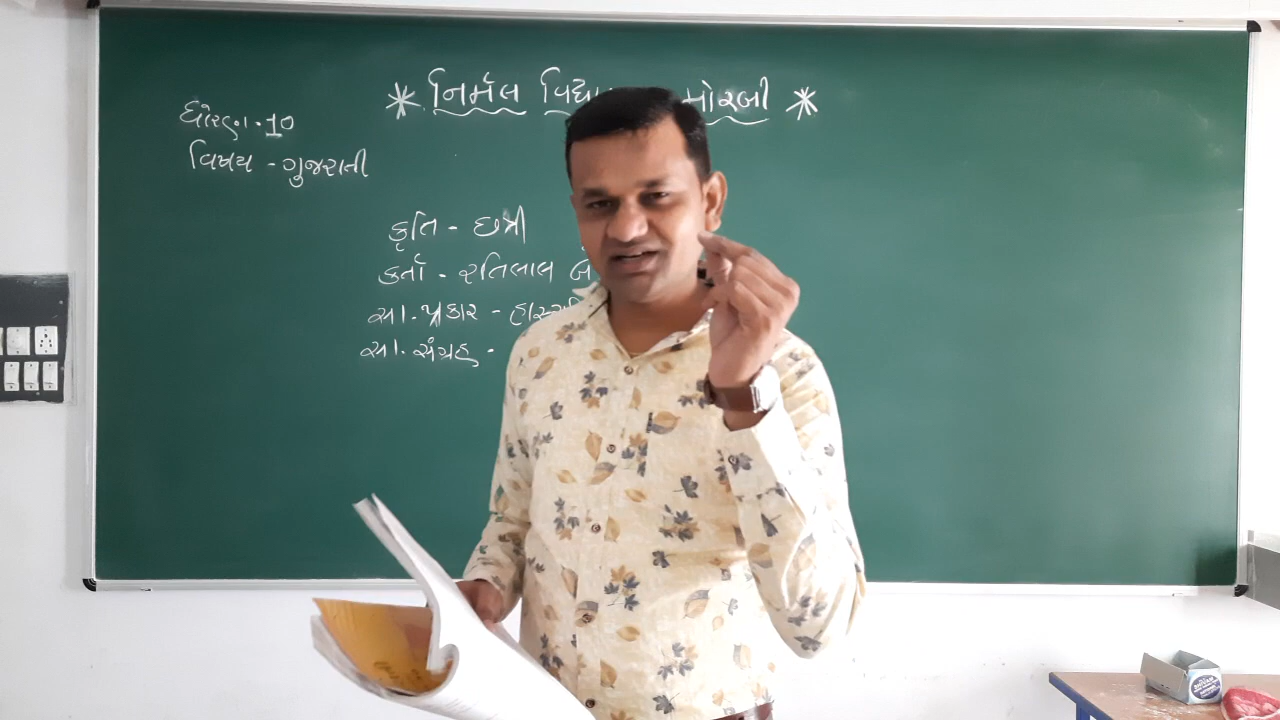 * નિર્મલ મોરબી *
ધોરણ.10
વિષય - ગુજરાતી
કૃતિ - છત્રી
કર્તા - રતિલાલ
સા. પ્રકાર -
સા. સંગ્રહ -